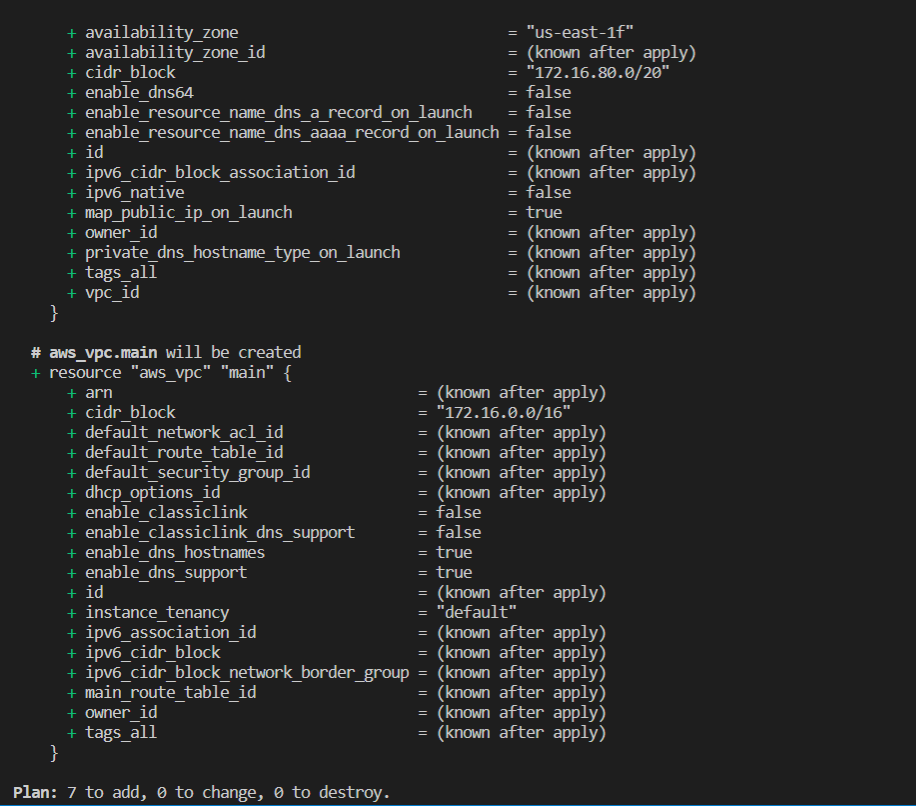 + availability_zone = "us-east-1f"
+ availability_zone_id = (known after apply)
+ cidr_block = "172.16.80.0/20"
+ enable_dns64 = false
+ enable_resource_name_dns_a_record_on_launch = false
+ enable_resource_name_dns_aaaa_record_on_launch = false
+ id = (known after apply)
+ ipv6_cidr_block_association_id = (known after apply)
+ ipv6_native = false
+ map_public_ip_on_launch = true
+ owner_id = (known after apply)
+ private_dns_hostname_type_on_launch = (known after apply)
+ tags_all = (known after apply)
+ vpc_id = (known after apply)
}
# aws_vpc.main will be created
+ resource "aws_vpc" "main" {
+ arn = (known after apply)
+ cidr_block = "172.16.0.0/16"
+ default_network_acl_id = (known after apply)
+ default_route_table_id = (known after apply)
+ default_security_group_id = (known after apply)
+ dhcp_options_id = (known after apply)
+ enable_classiclink = false
+ enable_classiclink_dns_support = false
+ enable_dns_hostnames = true
+ enable_dns_support = true
+ id = (known after apply)
+ instance_tenancy = "default"
+ ipv6_association_id = (known after apply)
+ ipv6_cidr_block = (known after apply)
+ ipv6_cidr_block_network_border_group = (known after apply)
+ main_route_table_id = (known after apply)
+ owner_id = (known after apply)
+ tags_all = (known after apply)
}
Plan: 7 to add, 0 to change, 0 to destroy.